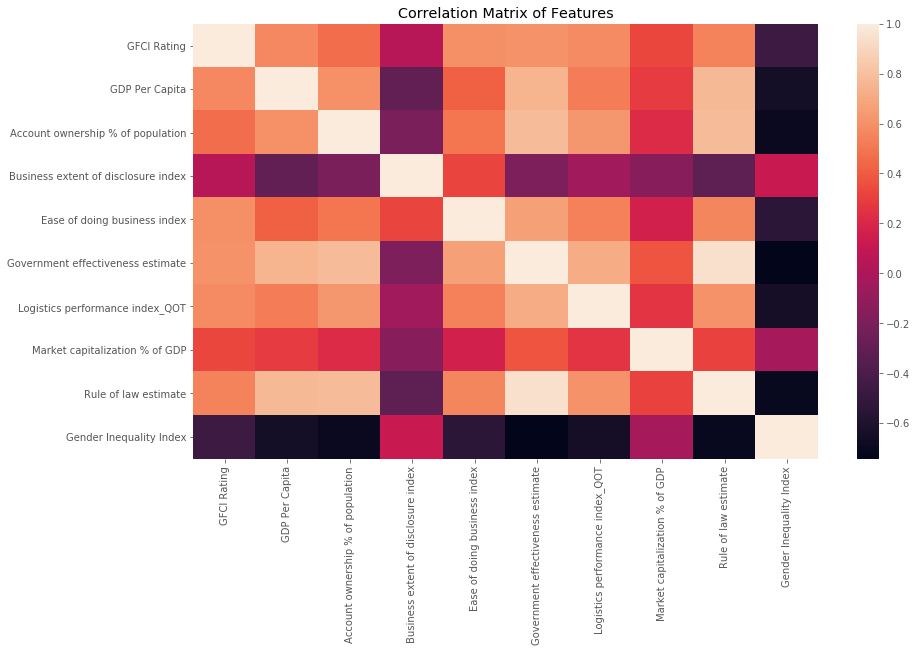 Correlation Matrix of Features
GFCI Rating
GDP Per Capita
Account ownership % of population
Business extent of disclosure index
Ease of doing business index
Government effectiveness estimate
Logistics performance index_QOT
Market capitalization % of GDP
Rule of law estimate
Gender Inequality Index
GFCI Rating
GDP Per Capita
Account ownership % of population
Business extent of disclosure index
Ease of doing business index
Government effectiveness estimate
Logistics performance index_QOT
Market capitalization % of GDP
Rule of law estimate
Gender Inequality Index
1.0
0.8
0.6
0.4
0.2
0.0
−0.2
−0.4
−0.6